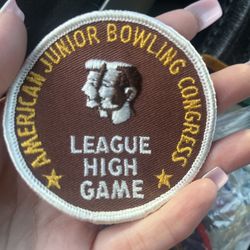 AMERICAN JUNIOR BOWLING CONGRESS
LEAGUE
HIGH
GAME